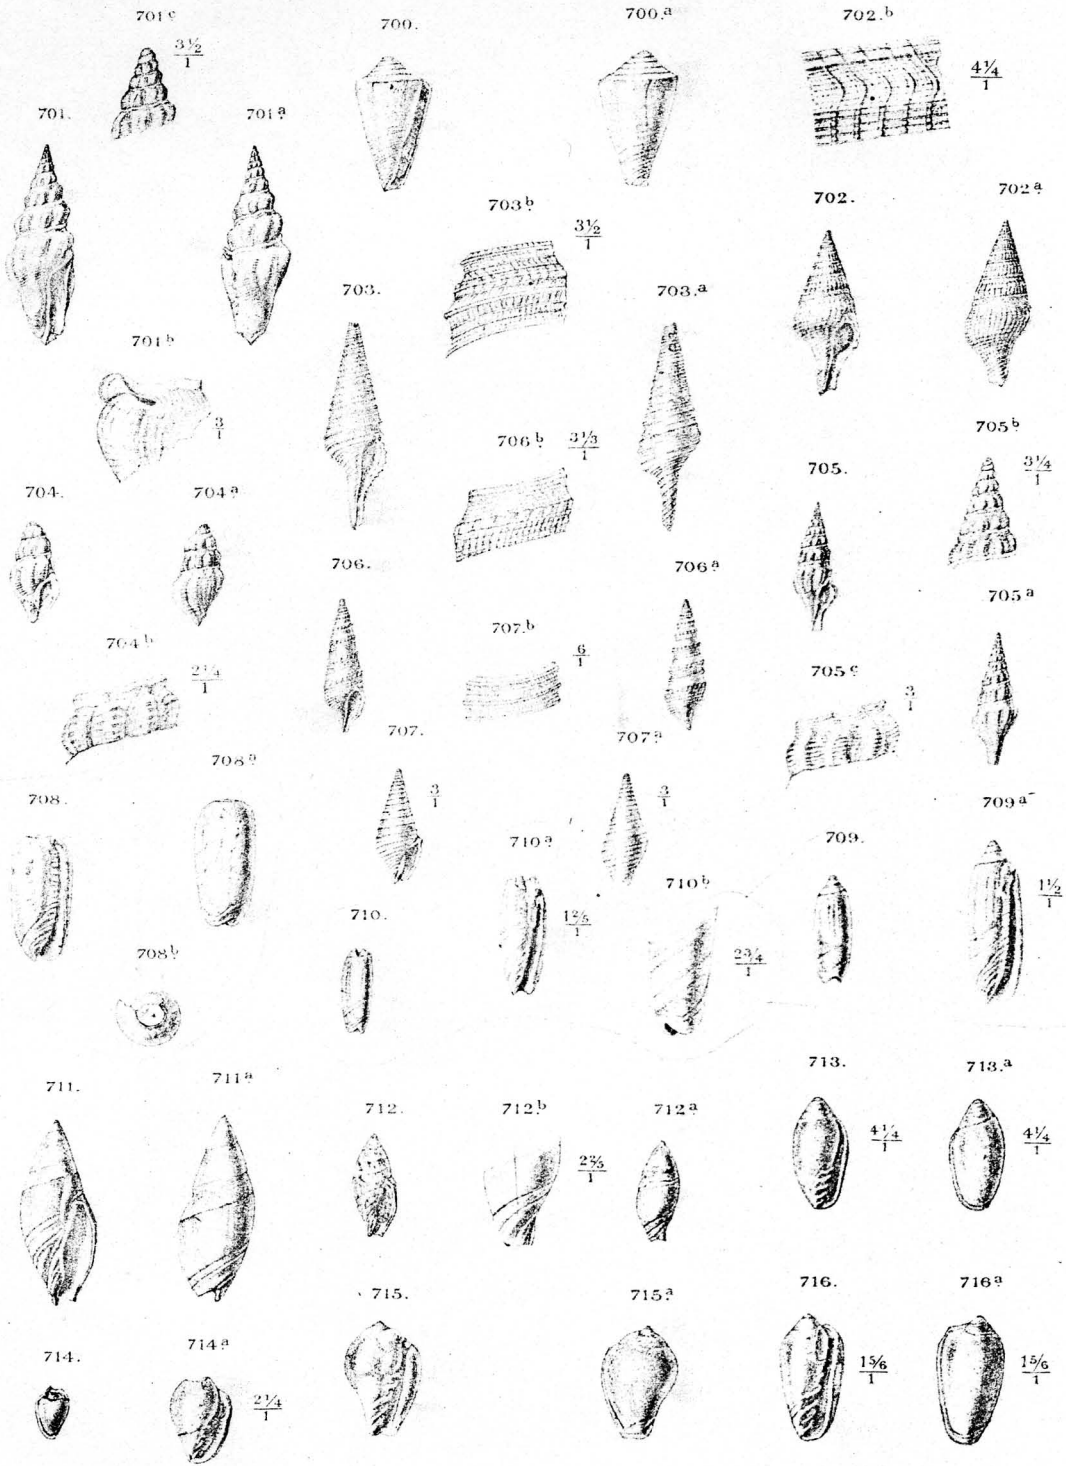 701c
3½/1
700.
700.a
702.b
4¼/1
701.
701a
703b
3½/1
702.
702a
703.
703.a
701b
3/1
706b
3⅓/1
705b
3¼/1
704.
704a
705.
706.
706a
705a
704b
2¼/1
707.b
6/1
705c
3/1
707.
707a
708.
708a
3/1
3/1
709a
709.
1½/1
710a
710b
710.
1⅖/1
2¾/1
708b
711.
711a
712.
712b
712a
2⅖/1
713.
713.a
4¼/1
4¼/1
714.
714a
2¼/1
715.
715a
716.
716a
1⅚/1
1⅚/1